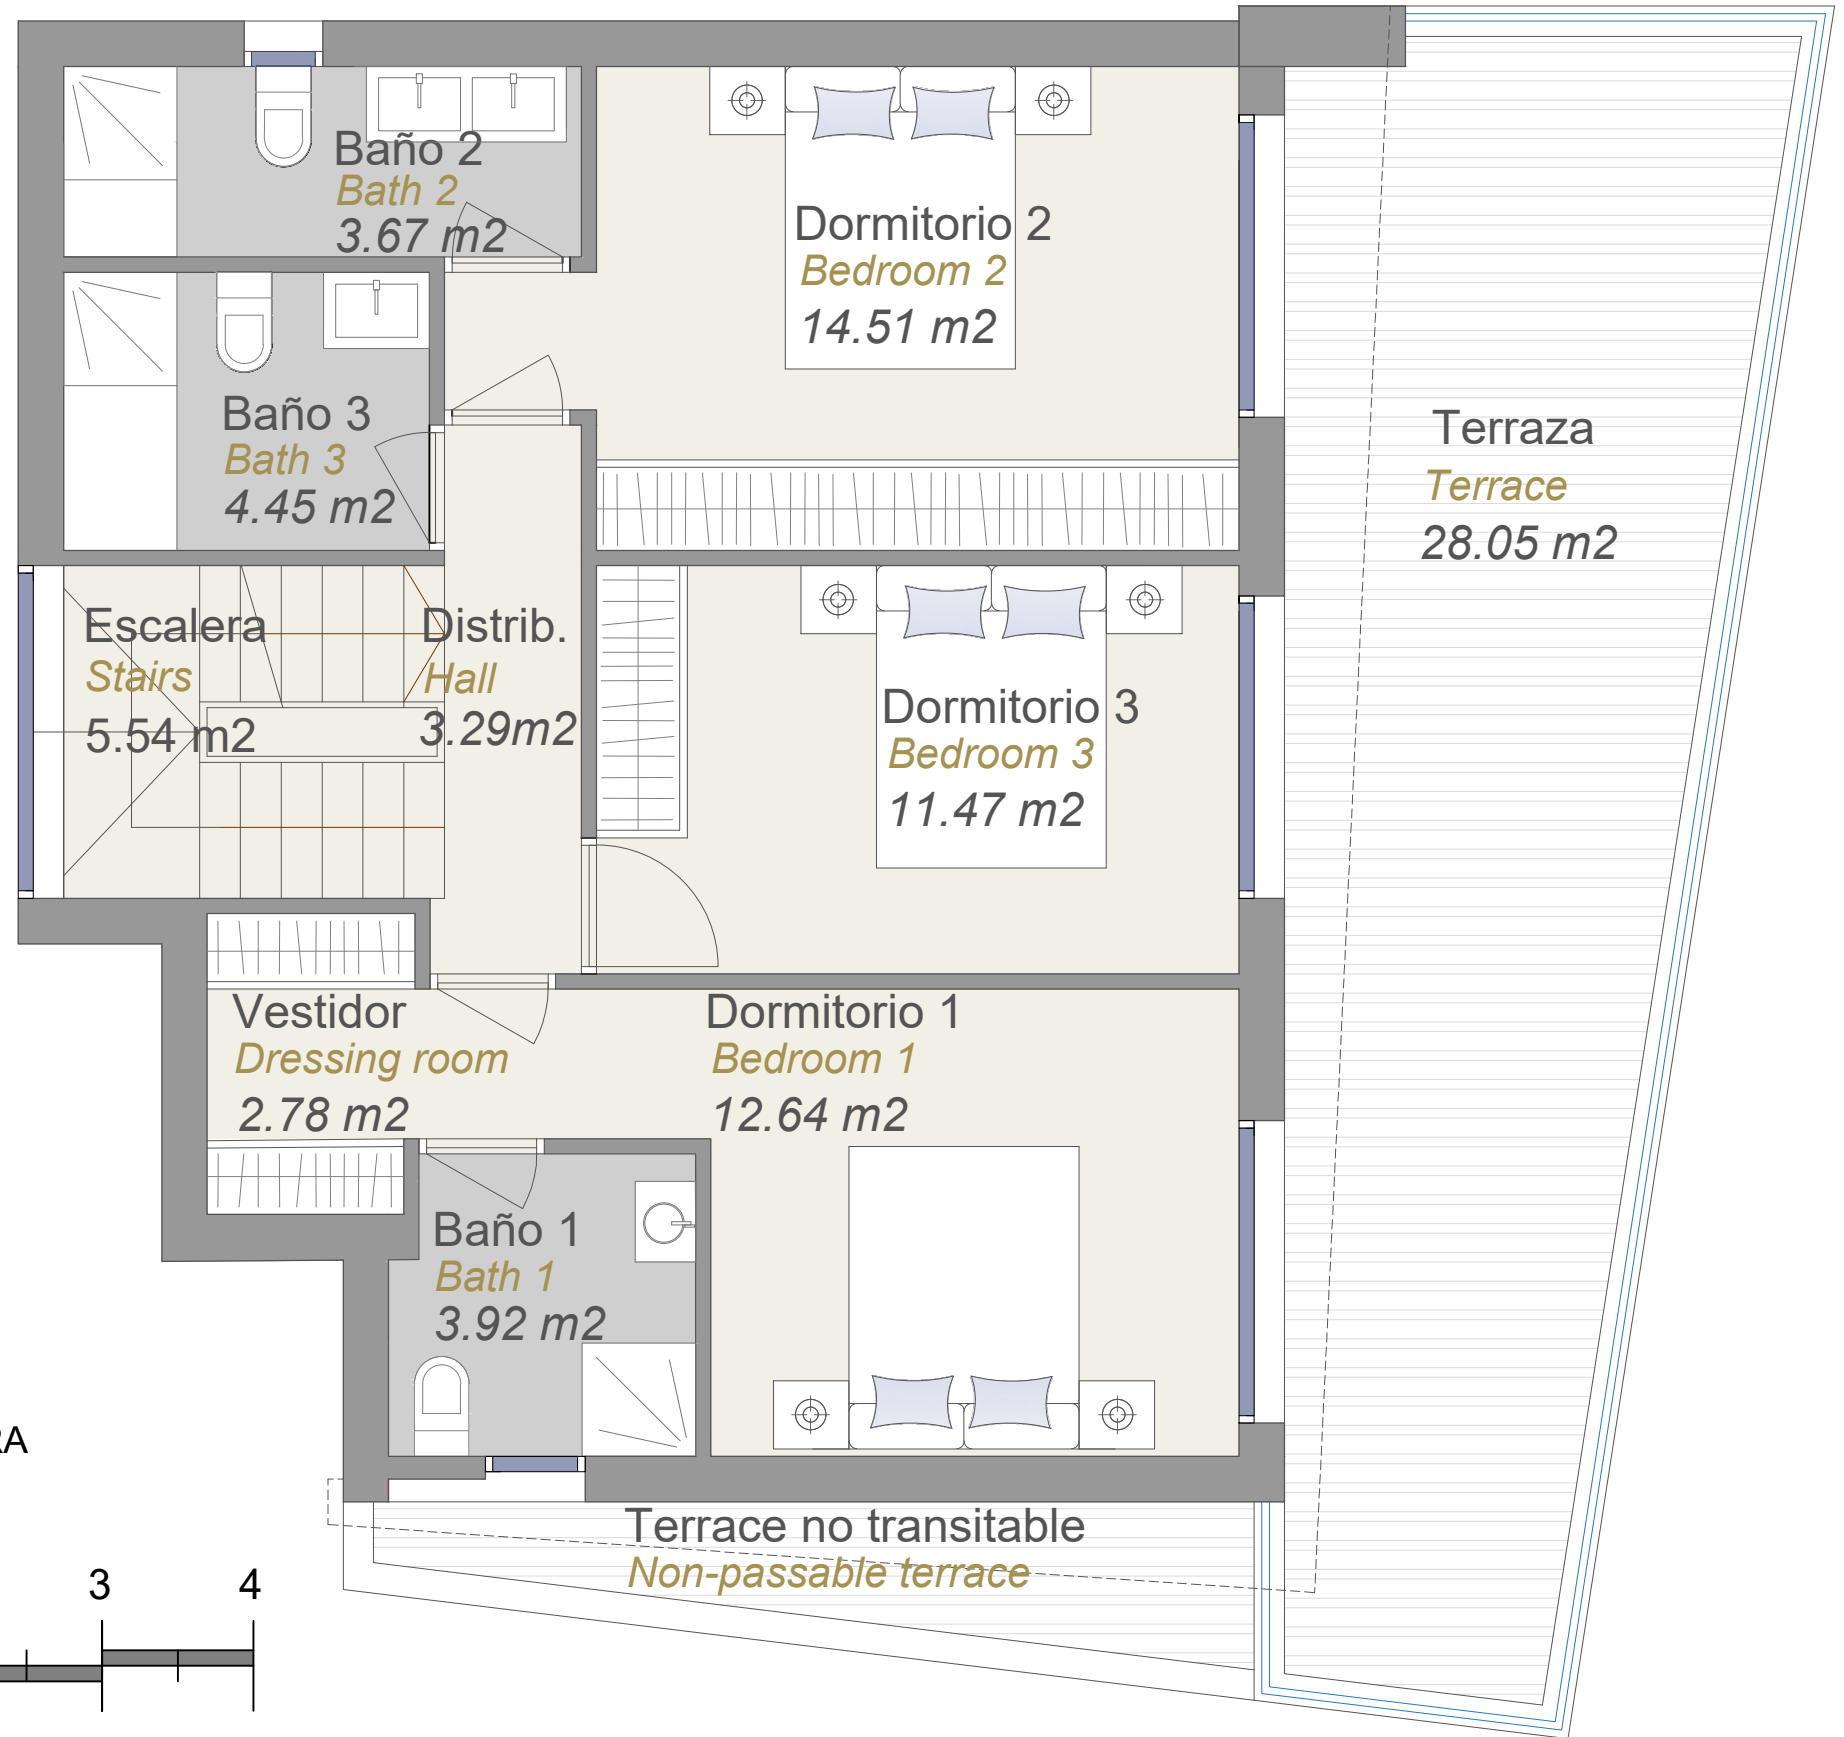 Baño 2
Bath 2
3.67 m2
Dormitorio 2
Bedroom 2
14.51 m2
Baño 3
Bath 3
4.45 m2
Terraza
Terrace
28.05 m2
Escalera
Stairs
5.54 m2
Distrib.
Hall
3.29m2
Dormitorio 3
Bedroom 3
11.47 m2
Vestidor
Dressing room
2.78 m2
Dormitorio 1
Bedroom 1
12.64 m2
Baño 1
Bath 1
3.92 m2
Terrace no transitable
Non-passable terrace
3 4